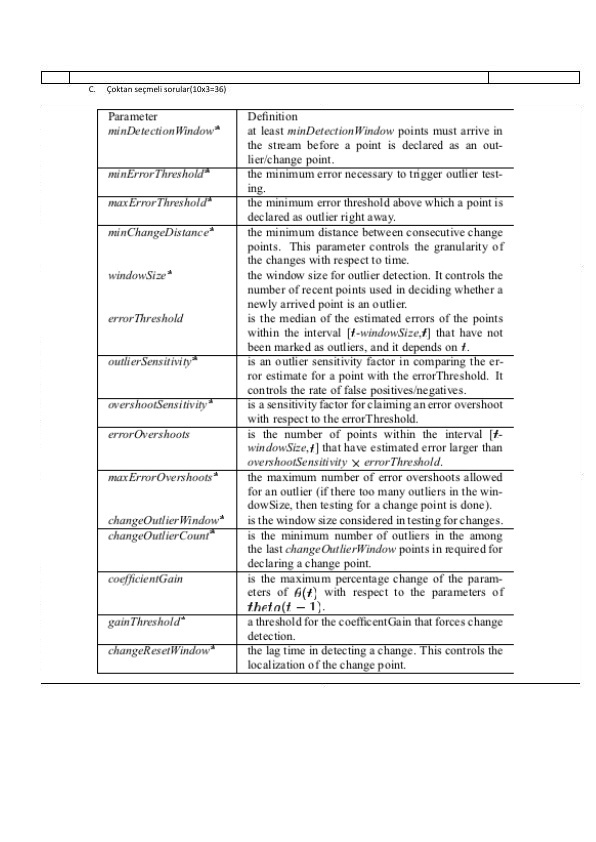 C. Çoktan seçmeli sorular(10x3=36)
Parameter Definition
minDetectionWindow* at least minDetectionWindow points must arrive in
the stream before a point is declared as an out-
lier/change point.
minErrorThreshold* the minimum error necessary to trigger outlier test-
ing.
maxErrorThreshold* the minimum error threshold above which a point is
declared as outlier right away.
minChangeDistance* the minimum distance between consecutive change
points. This parameter controls the granularity of
the changes with respect to time.
windowSize* the window size for outlier detection. It controls the
number of recent points used in deciding whether a
newly arrived point is an outlier.
errorThreshold is the median of the estimated errors of the points
within the interval [t-windowSize,t] that have not
been marked as outliers, and it depends on t.
outlierSensitivity* is an outlier sensitivity factor in comparing the er-
ror estimate for a point with the errorThreshold. It
controls the rate of false positives/negatives.
overshootSensitivity* is a sensitivity factor for claiming an error overshoot
with respect to the errorThreshold.
errorOvershoots is the number of points within the interval [t-
windowSize,t] that have estimated error larger than
overshootSensitivity × errorThreshold.
maxErrorOvershoots* the maximum number of error overshoots allowed
for an outlier (if there too many outliers in the win-
dowSize, then testing for a change point is done).
changeOutlierWindow* is the window size considered in testing for changes.
changeOutlierCount* is the minimum number of outliers in the among
the last changeOutlierWindow points in required for
declaring a change point.
coefficientGain is the maximum percentage change of the param-
eters of θ(t) with respect to the parameters of
theta(t − 1).
gainThreshold* a threshold for the coefficentGain that forces change
detection.
changeResetWindow* the lag time in detecting a change. This controls the
localization of the change point.